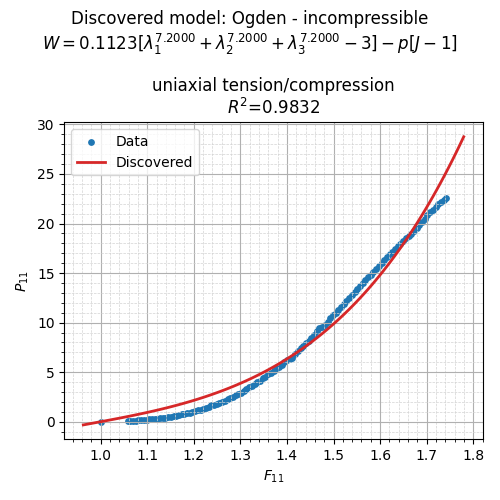 Discovered model: Ogden - incompressible
W = 0.1123[λ₁^7.2000 + λ₂^7.2000 + λ₃^7.2000 − 3] − p[J − 1]
uniaxial tension/compression
R²=0.9832
Data
Discovered
30
25
20
15
10
5
0
P₁₁
1.0 1.1 1.2 1.3 1.4 1.5 1.6 1.7 1.8
F₁₁